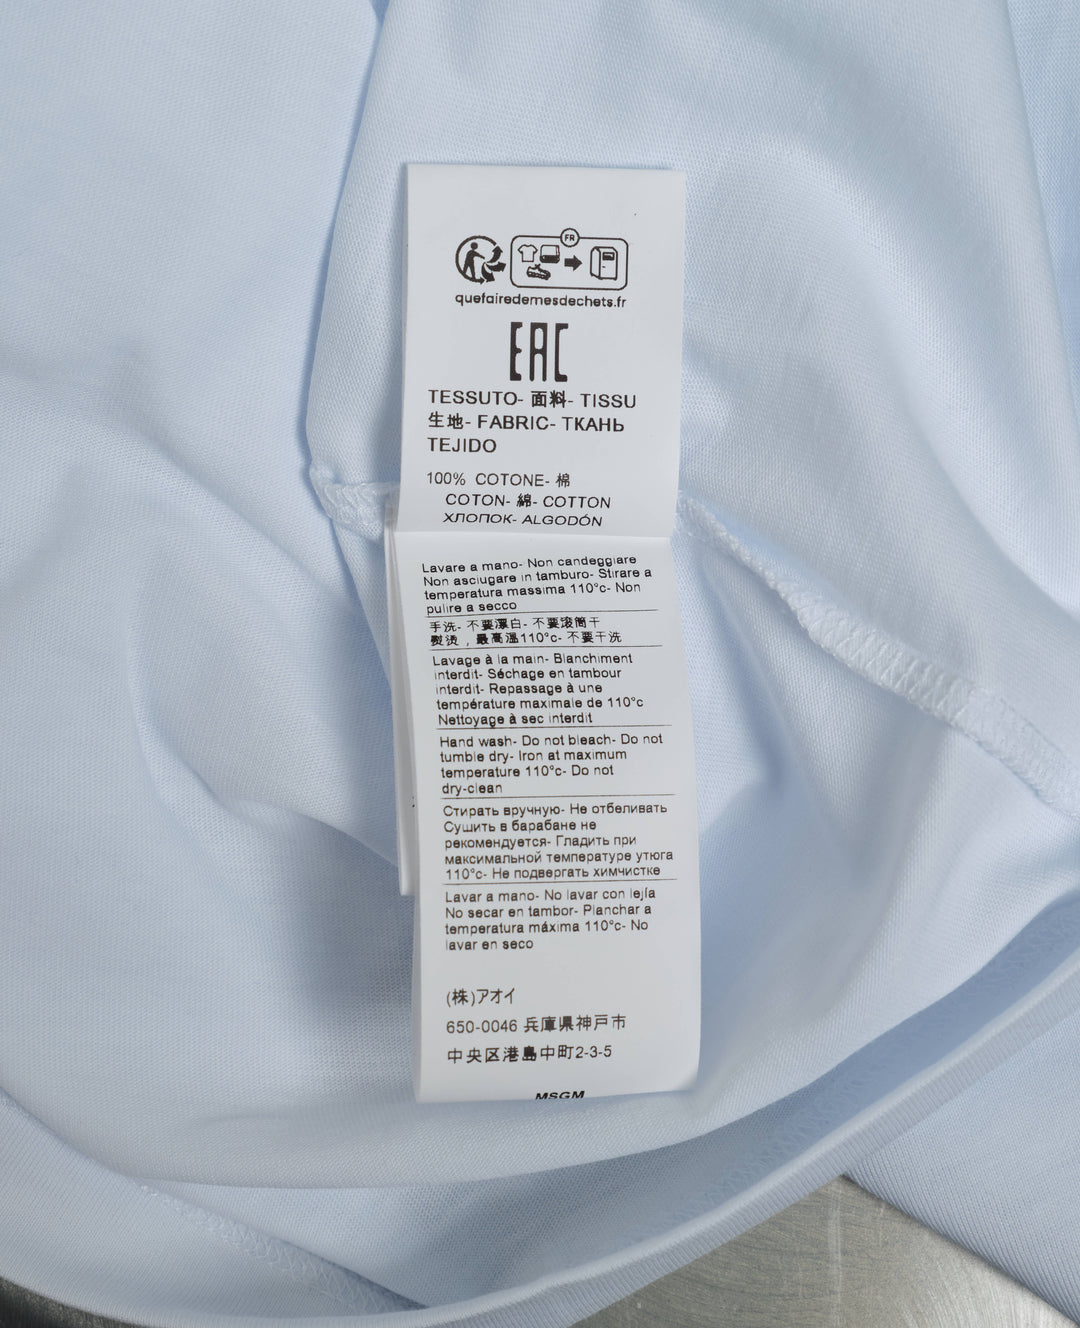 FR
quefairedemesdechets.fr
EAC
TESSUTO- 面料- TISSU
生地- FABRIC- ТКАНЬ
TEJIDO
100% COTONE- 棉
COTON- 綿- COTTON
ХЛОПОК- ALGODÓN
Lavare a mano- Non candeggiare
Non asciugare in tamburo- Stirare a
temperatura massima 110°c- Non
pulire a secco
手洗- 不要漂白- 不要滚筒干
熨烫，最高温110°c- 不要干洗
Lavage à la main- Blanchiment
interdit- Séchage en tambour
interdit- Repassage à une
température maximale de 110°c
Nettoyage à sec interdit
Hand wash- Do not bleach- Do not
tumble dry- Iron at maximum
temperature 110°c- Do not
dry-clean
Стирать вручную- Не отбеливать
Сушить в барабане не
рекомендуется- Гладить при
максимальной температуре утюга
110°c- Не подвергать химчистке
Lavar a mano- No lavar con lejía
No secar en tambor- Planchar a
temperatura máxima 110°c- No
lavar en seco
(株)アオイ
650-0046 兵庫県神戸市
中央区港島中町2-3-5
MSGM